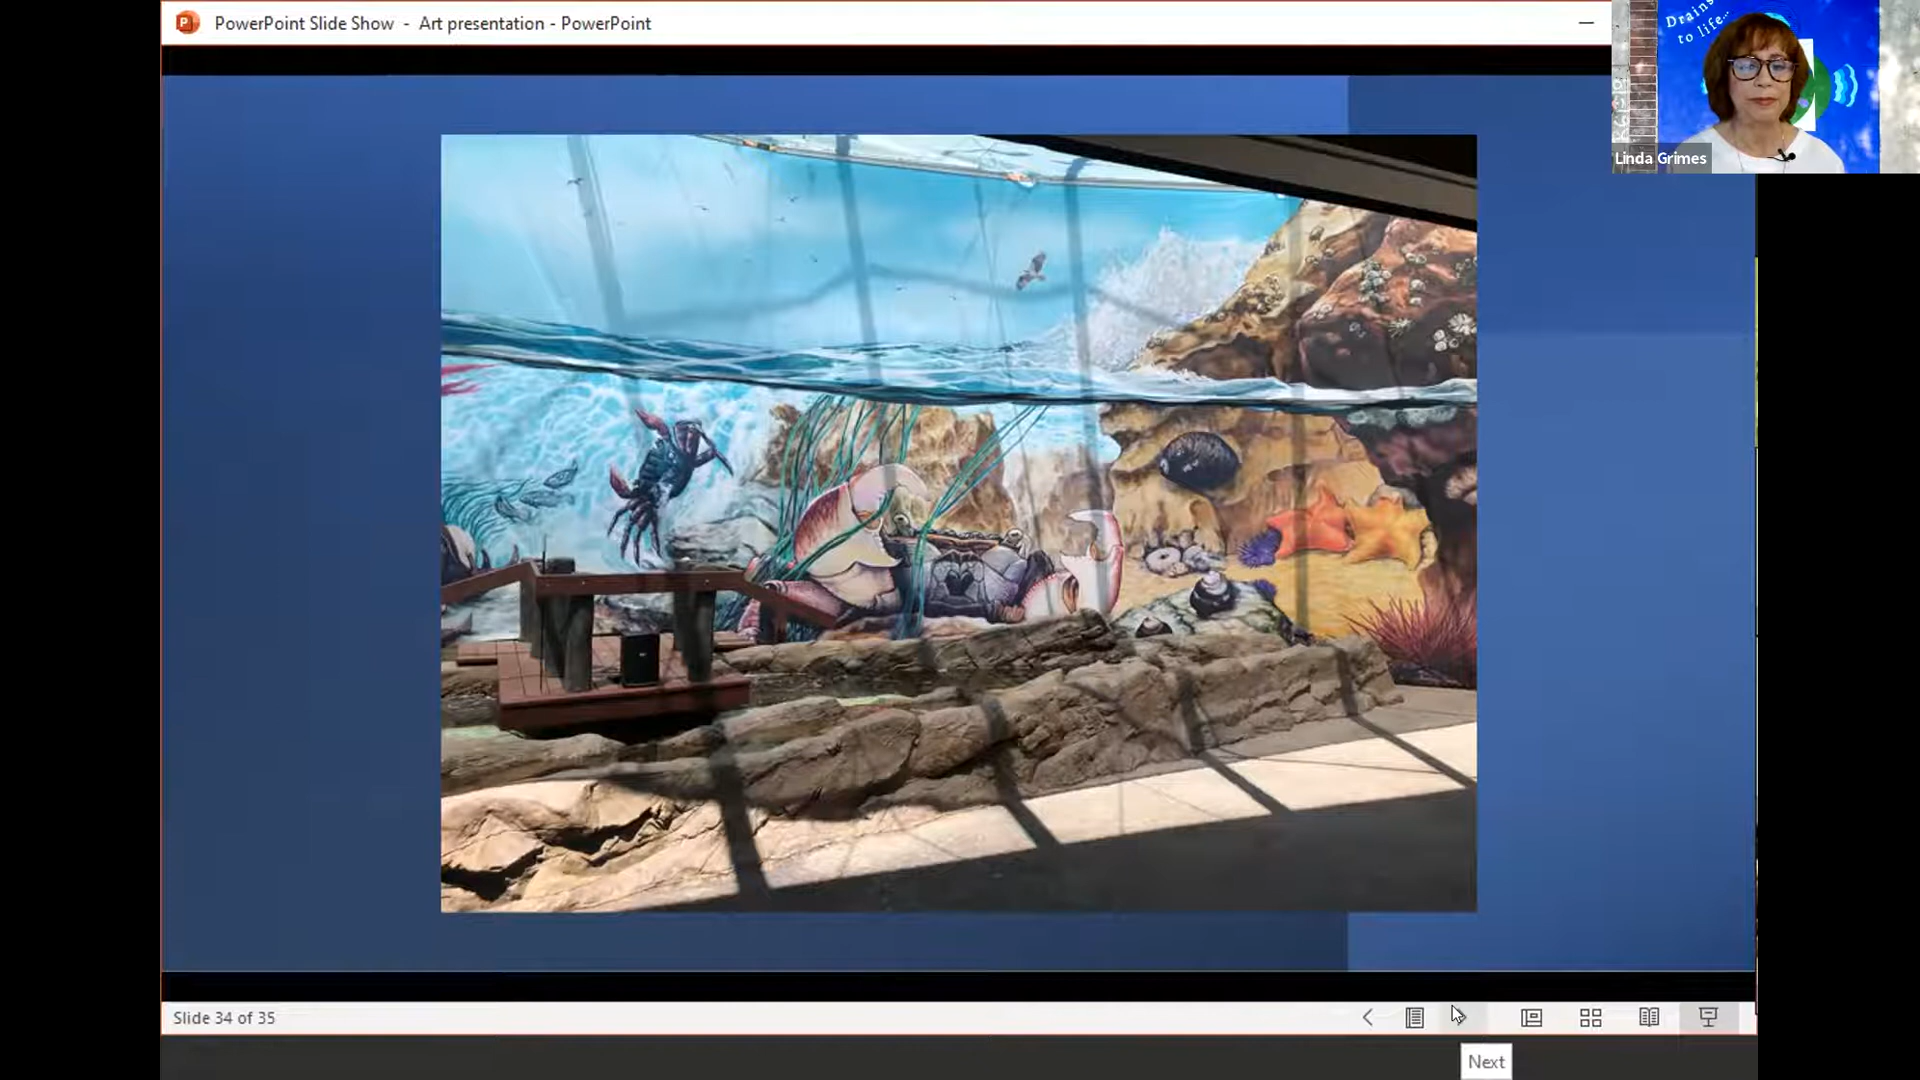 PowerPoint Slide Show - Art presentation - PowerPoint
Drains
to life...
Linda Grimes
Slide 34 of 35
Next